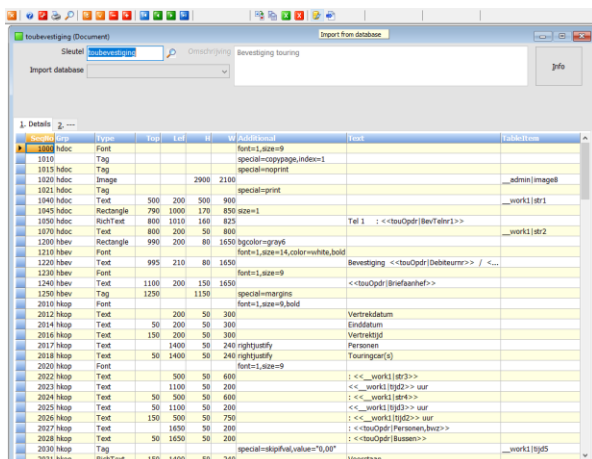 toubevestiging (Document)
Import from database
Sleutel toubevestiging Omschrijving Bevestiging touring
Import database
Info
1. Details 2. ---
SeqNo Grp Type Top Lef H W Additional Text TableItem
1000 hdoc Font font=1,size=9
1010 Tag special=copypage,index=1
1015 hdoc Tag special=noprint
1020 hdoc Image 2900 2100 __admin|image8
1021 hdoc Tag special=print
1040 hdoc Text 500 200 500 900 __work1|str1
1045 hdoc Rectangle 790 1000 170 850 size=1
1050 hdoc RichText 800 1010 160 825 Tel 1 : <<touOpdr|BevTelnr1>>
1070 hdoc Text 800 200 50 800 __work1|str2
1200 hbev Rectangle 990 200 80 1650 bgcolor=gray6
1210 hbev Font font=1,size=14,color=white,bold
1220 hbev Text 995 210 80 1650 Bevestiging <<touOpdr|Debiteurnr>> / <...
1230 hbev Font font=1,size=9
1240 hbev Text 1100 200 150 1650 <<touOpdr|Briefaanhef>>
1250 hbev Tag 1250 1150 special=margins
2010 hkop Font font=1,size=9,bold
2012 hkop Text 200 50 300 Vertrekdatum
2014 hkop Text 50 200 50 300 Einddatum
2016 hkop Text 150 200 50 300 Vertrektijd
2017 hkop Text 1400 50 240 rightjustify Personen
2018 hkop Text 50 1400 50 240 rightjustify Touringcar(s)
2020 hkop Font font=1,size=9
2022 hkop Text 500 50 600 : <<__work1|str3>>
2023 hkop Text 1100 50 200 <<__work1|tijd2>> uur
2024 hkop Text 50 500 50 600 : <<__work1|str4>>
2025 hkop Text 50 1100 50 200 <<__work1|tijd3>> uur
2026 hkop Text 150 500 50 750 : <<__work1|tijd2>> uur
2027 hkop Text 1650 50 200 : <<touOpdr|Personen,bwz>>
2028 hkop Text 50 1650 50 200 : <<touOpdr|Bussen>>
2030 hkop Tag special=skipifval,value="0,00" __work1|tijd5
2031 hkop RichText 150 1400 50 240 Voorstaan